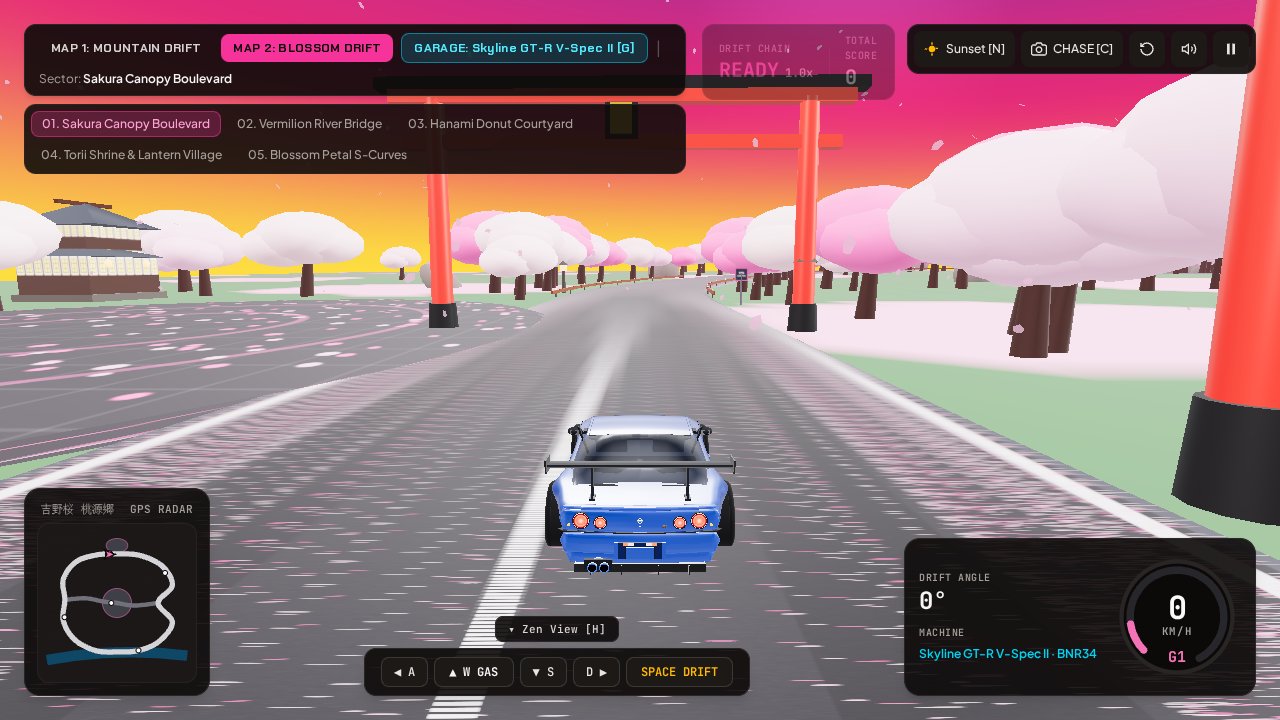 MAP 1: MOUNTAIN DRIFT
MAP 2: BLOSSOM DRIFT
GARAGE: Skyline GT-R V-Spec II [G]
Sector: Sakura Canopy Boulevard
01. Sakura Canopy Boulevard
02. Vermilion River Bridge
03. Hanami Donut Courtyard
04. Torii Shrine & Lantern Village
05. Blossom Petal S-Curves
DRIFT CHAIN
READY 1.0x
TOTAL
SCORE
0
Sunset [N]
CHASE [C]
吉野桜 桃源郷
GPS RADAR
▾ Zen View [H]
◀ A
▲ W GAS
▼ S
D ▶
SPACE DRIFT
DRIFT ANGLE
0°
MACHINE
Skyline GT-R V-Spec II · BNR34
0
KM/H
G1